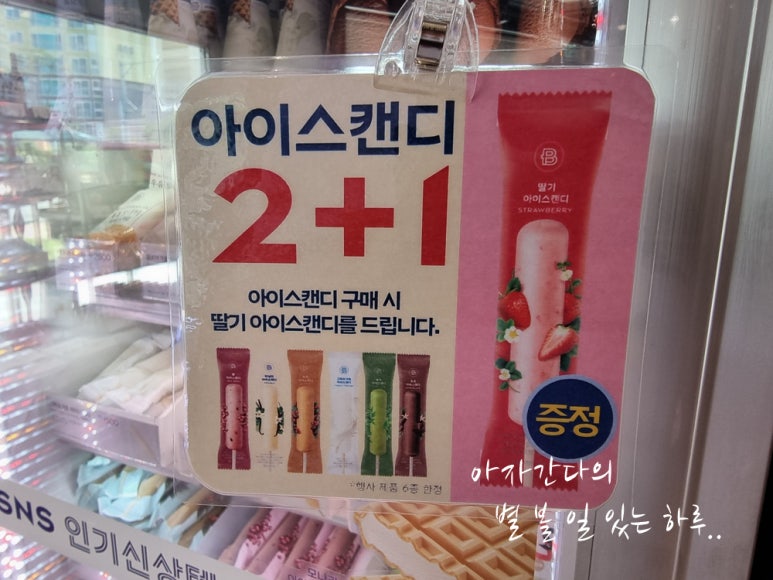 아이스캔디
2+1
아이스캔디 구매 시
딸기 아이스캔디를 드립니다.
*행사 제품 6종 한정
B
딸기
아이스캔디
STRAWBERRY
증정
아자간다의
별 볼 일 있는 하루..
SNS 인기신상